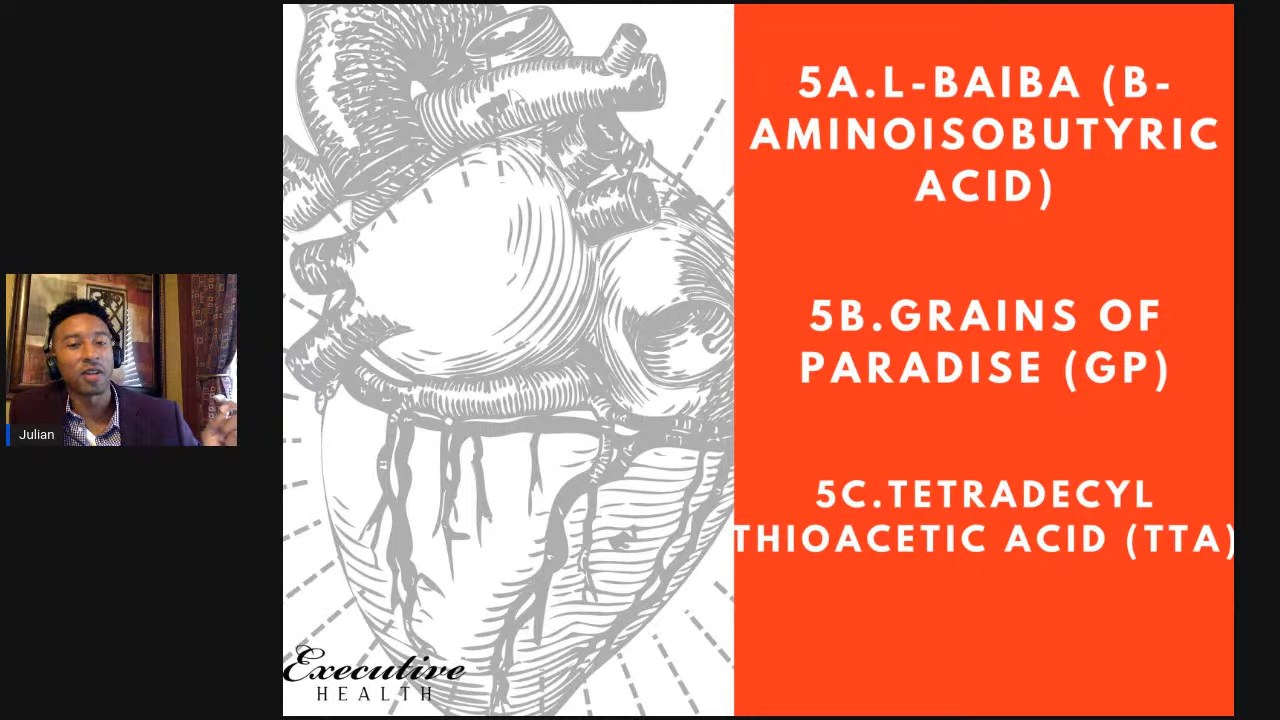 5A.L-BAIBA (B-
AMINOISOBUTYRIC
ACID)
5B.GRAINS OF
PARADISE (GP)
5C.TETRADECYL
THIOACETIC ACID (TTA)
Julian
Executive
HEALTH